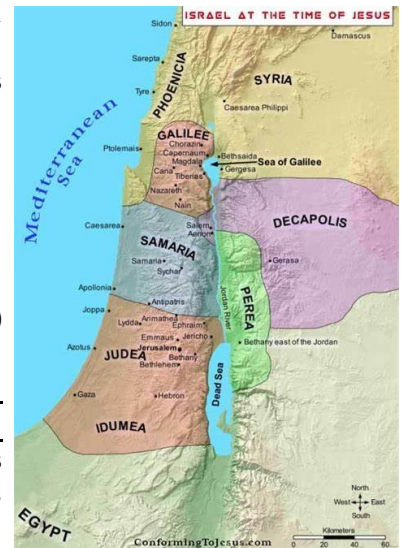 ISRAEL AT THE TIME OF JESUS
Sidon
Damascus
Sarepta
PHOENICIA
SYRIA
Tyre
Caesarea Philippi
Mediterranean
Sea
GALILEE
Chorazin
Ptolemais
Capernaum
Bethsaida
Magdala
Sea of Galilee
Cana
Tiberias
Gergesa
Nazareth
Nain
DECAPOLIS
Caesarea
Salem
Aenon
SAMARIA
Samaria
Sychar
Gerasa
Apollonia
Jordan River
PEREA
Antipatris
Joppa
Arimathea
Lydda
Ephraim
Emmaus
Jericho
Bethany east of the Jordan
Azotus
Jerusalem
JUDEA
Bethany
Bethlehem
Dead Sea
Gaza
Hebron
IDUMEA
North
West
East
South
EGYPT
Kilometers
0 20 40 60
ConformingToJesus.com